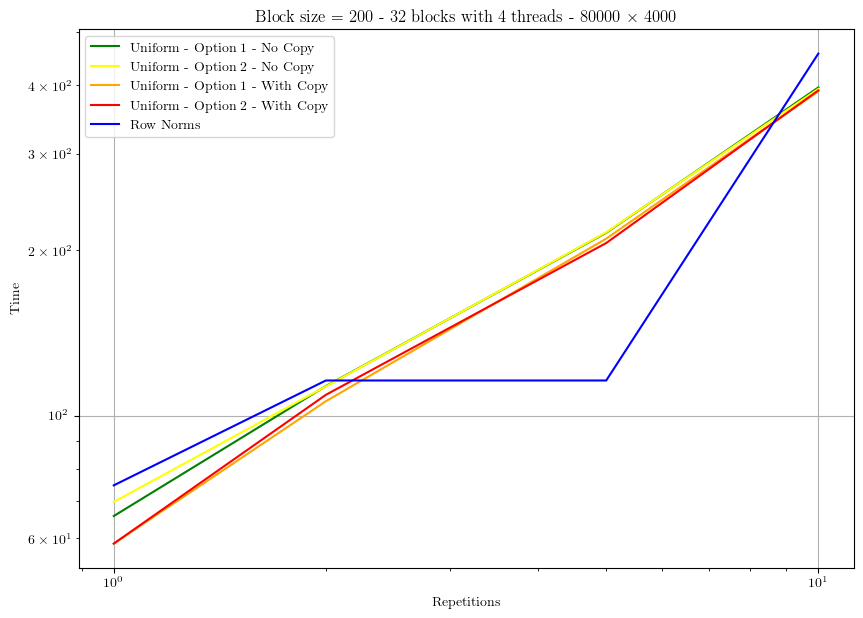 Block size = 200 - 32 blocks with 4 threads - 80000 × 4000
Uniform - Option 1 - No Copy
Uniform - Option 2 - No Copy
Uniform - Option 1 - With Copy
Uniform - Option 2 - With Copy
Row Norms
4 × 10²
3 × 10²
2 × 10²
10²
6 × 10¹
Time
10⁰
10¹
Repetitions